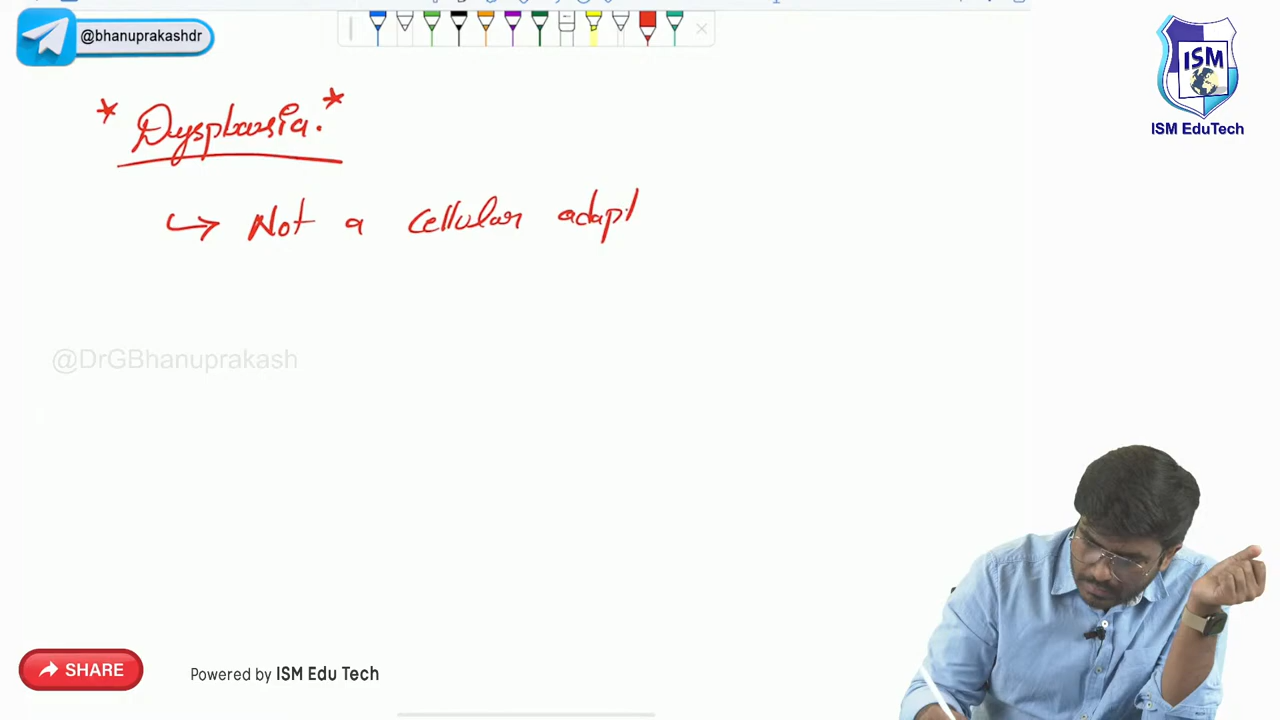 @bhanuprakashdr
ISM
ISM EduTech
* Dysplasia. *
↪ Not a cellular adapt
@DrGBhanuprakash
SHARE
Powered by ISM Edu Tech